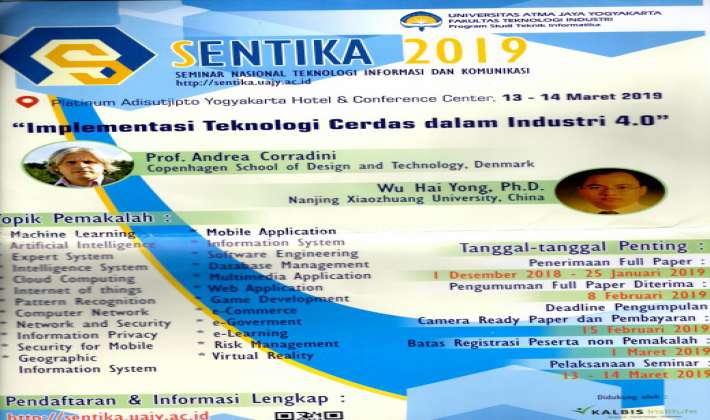 UNIVERSITAS ATMA JAYA YOGYAKARTA
FAKULTAS TEKNOLOGI INDUSTRI
Program Studi Teknik Informatika
SENTIKA 2019
SEMINAR NASIONAL TEKNOLOGI INFORMASI DAN KOMUNIKASI
http://sentika.uajy.ac.id
Platinum Adisutjipto Yogyakarta Hotel & Conference Center, 13 - 14 Maret 2019
"Implementasi Teknologi Cerdas dalam Industri 4.0"
Prof. Andrea Corradini
Copenhagen School of Design and Technology, Denmark
Wu Hai Yong, Ph.D.
Nanjing Xiaozhuang University, China
Topik Pemakalah :
Machine Learning
* Artificial Intelligence
* Expert System
* Intelligence System
* Cloud Computing
* Internet of things
* Pattern Recognition
* Computer Network
* Network and Security
* Information Privacy
* Security for Mobile
* Geographic
Information System
* Mobile Application
* Information System
* Software Engineering
* Database Management
* Multimedia Application
* Web Application
* Game Development
* e-Commerce
* e-Goverment
* e-Learning
* Risk Management
* Virtual Reality
Tanggal-tanggal Penting :
Penerimaan Full Paper :
1 Desember 2018 - 25 Januari 2019
Pengumuman Full Paper Diterima :
8 Februari 2019
Deadline Pengumpulan
Camera Ready Paper dan Pembayaran :
15 Februari 2019
Batas Registrasi Peserta non Pemakalah :
1 Maret 2019
Pelaksanaan Seminar :
13 - 14 Maret 2019
Pendaftaran & Informasi Lengkap :
http://sentika.uajy.ac.id
Didukung oleh :
KALBIS Institute